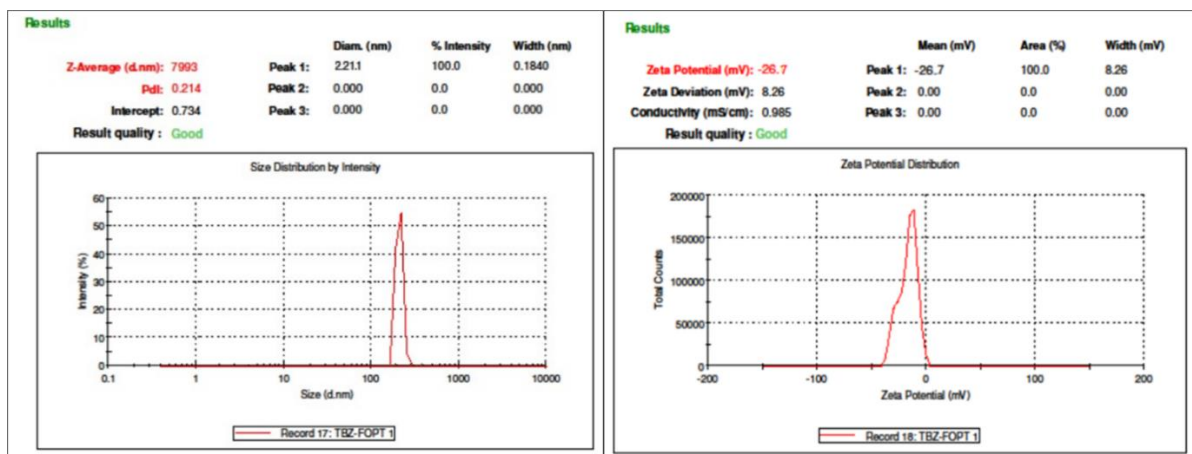 Results
Diam. (nm) % Intensity Width (nm)
Z-Average (d.nm): 7993 Peak 1: 2.21.1 100.0 0.1840
PdI: 0.214 Peak 2: 0.000 0.0 0.000
Intercept: 0.734 Peak 3: 0.000 0.0 0.000
Result quality : Good
Size Distribution by Intensity
60
50
40
30
20
10
0
Intensity (%)
0.1 1 10 100 1000 10000
Size (d.nm)
Record 17: TBZ-FOPT 1
Results
Mean (mV) Area (%) Width (mV)
Zeta Potential (mV): -26.7 Peak 1: -26.7 100.0 8.26
Zeta Deviation (mV): 8.26 Peak 2: 0.00 0.0 0.00
Conductivity (mS/cm): 0.985 Peak 3: 0.00 0.0 0.00
Result quality : Good
Zeta Potential Distribution
200000
150000
100000
50000
0
Total Counts
-200 -100 0 100 200
Zeta Potential (mV)
Record 18: TBZ-FOPT 1